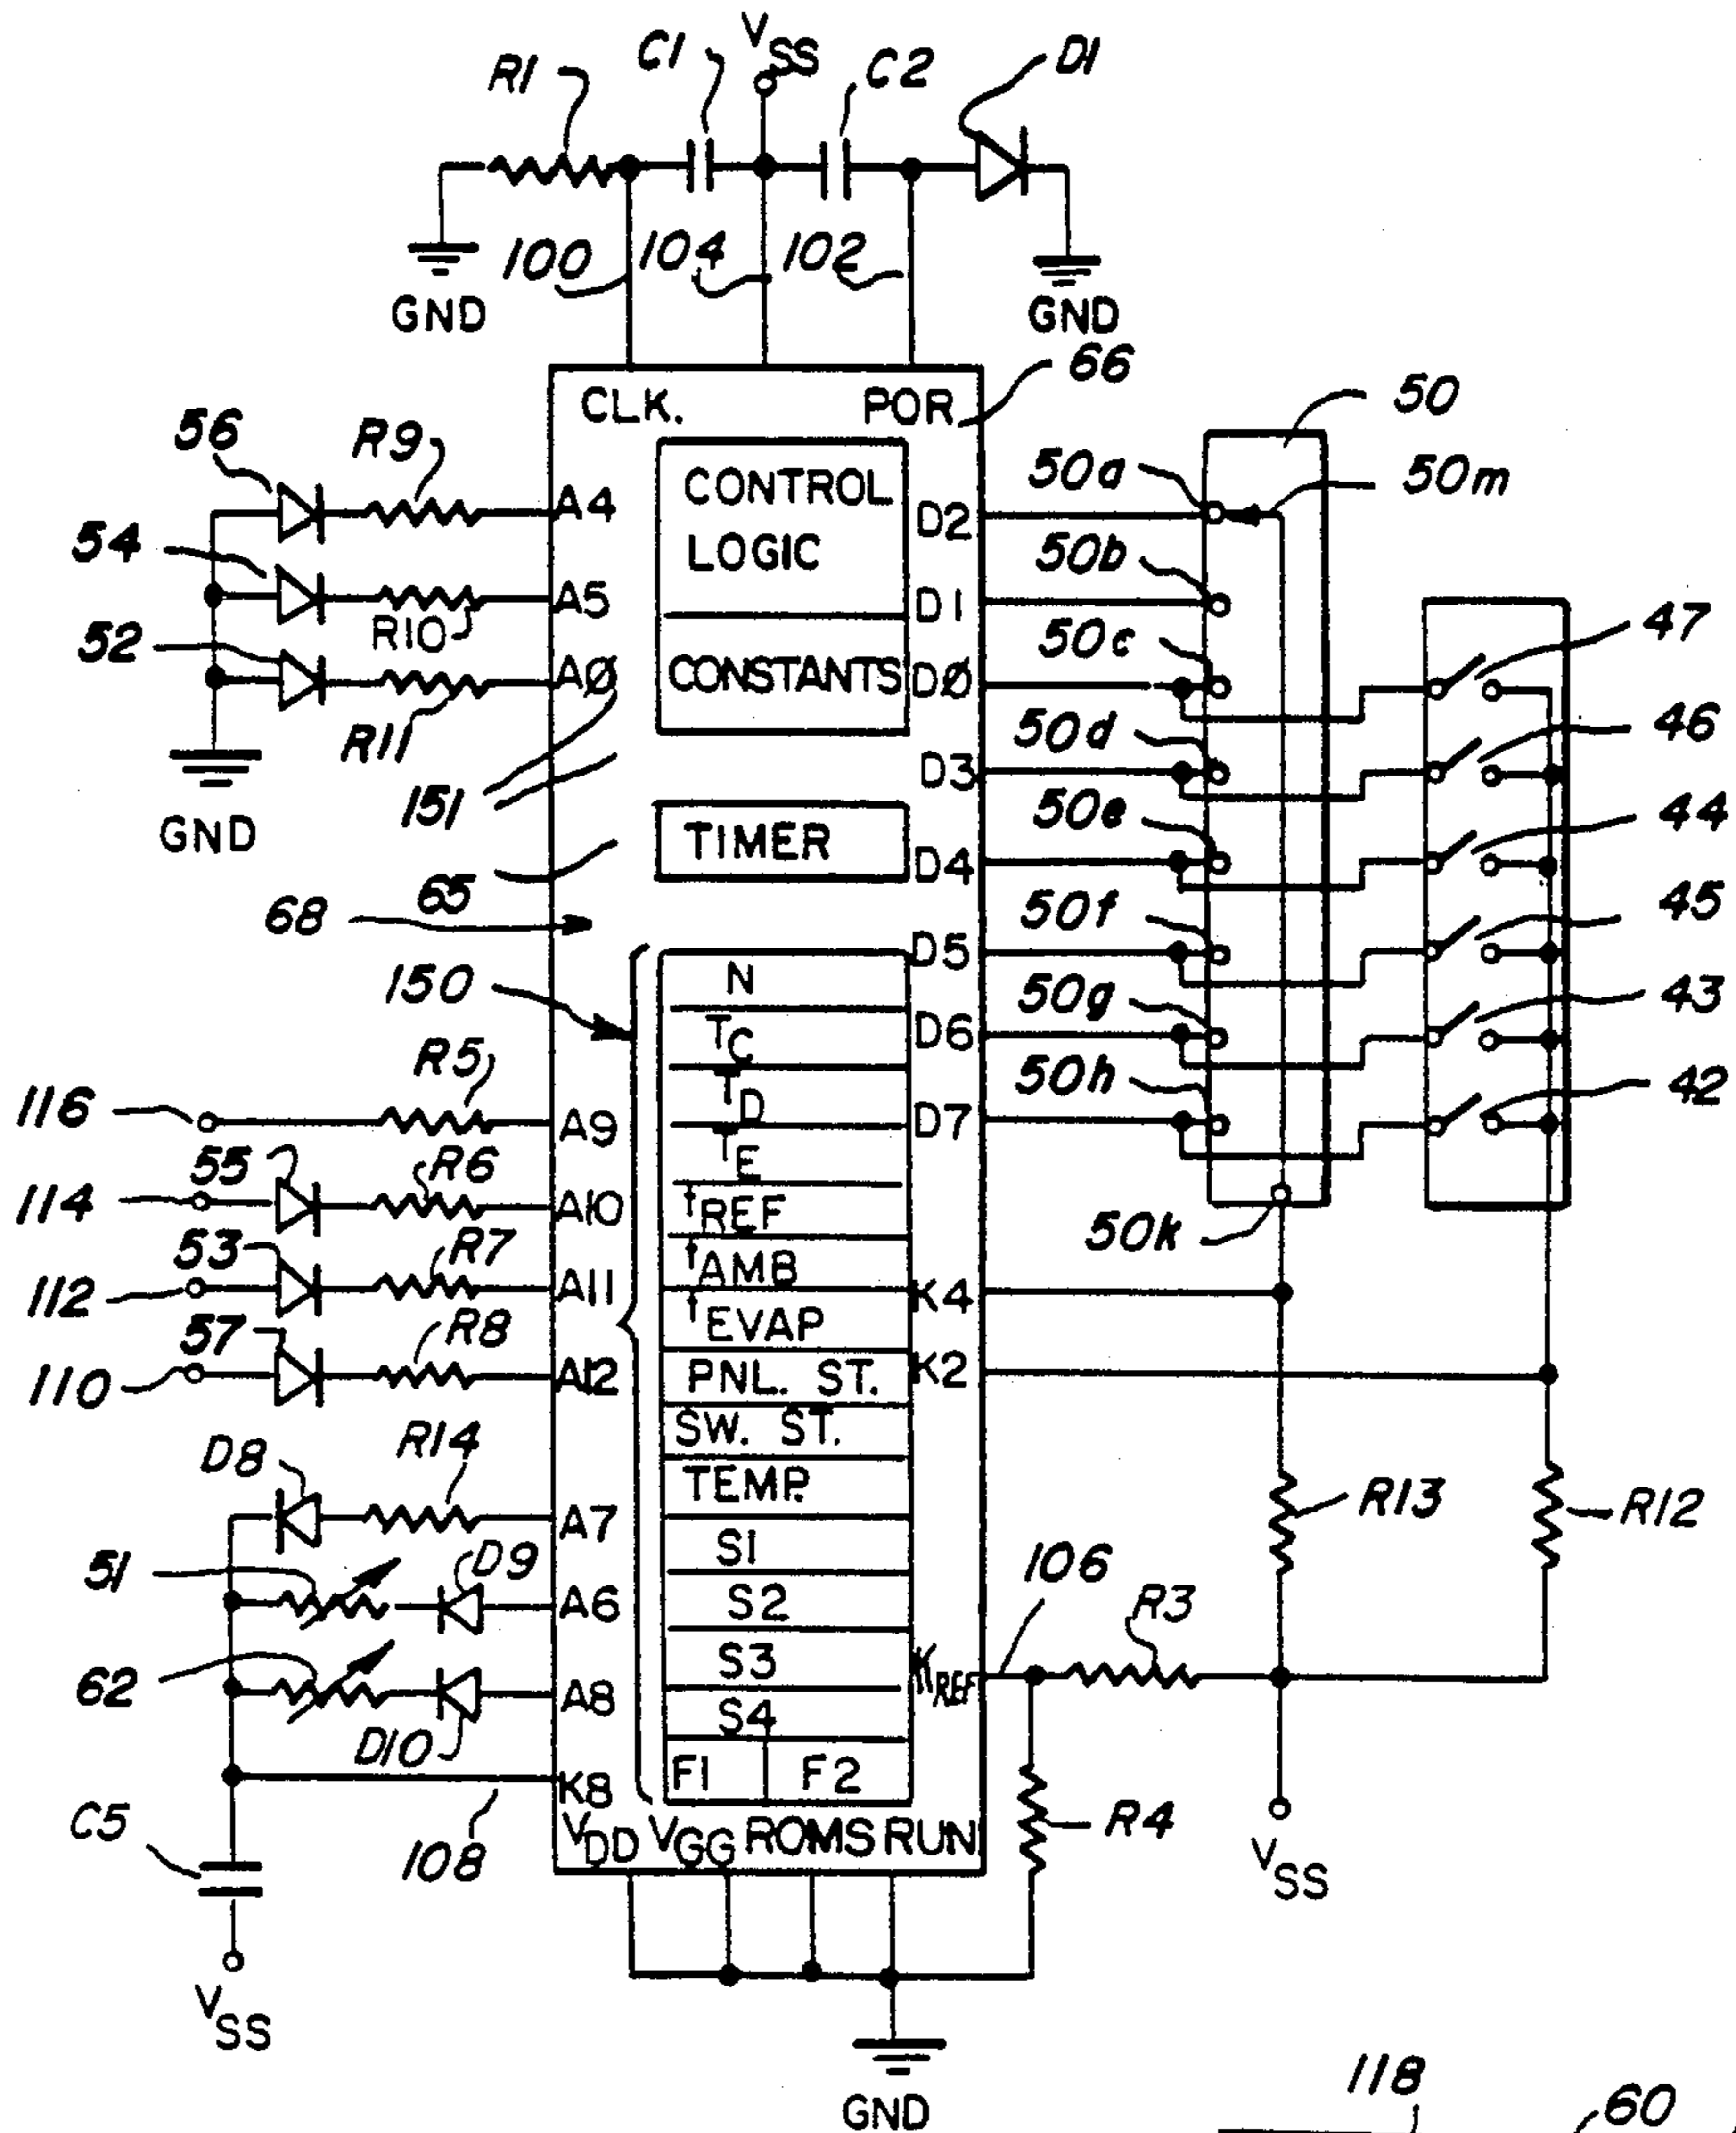 R1 C1 VSS C2 D1
100 104 102
GND GND
CLK. POR 66
56 R9 A4 CONTROL LOGIC D2 50a 50 50m
54 R10 A5 D1 50b
52 R11 AØ CONSTANTS DØ 50c 47
GND
151 D3 50d 46
65 TIMER D4 50e 44
68
150 N D5 50f 45
TC D6 50g 43
TD D7 50h 42
TE
116 R5 A9
114 55 R6 A10 REF 50k
112 53 R7 A11 AMB K4
110 57 R8 A12 EVAP
PNL. ST. K2
SW. ST.
D8 R14 A7 TEMP. R13 R12
51 D9 A6 S1
S2 106 R3
62 D10 A8 S3 KREF
S4
F1 F2
C5 108 K8
VDD VGG ROMS RUN R4
VSS VSS
GND
118
60